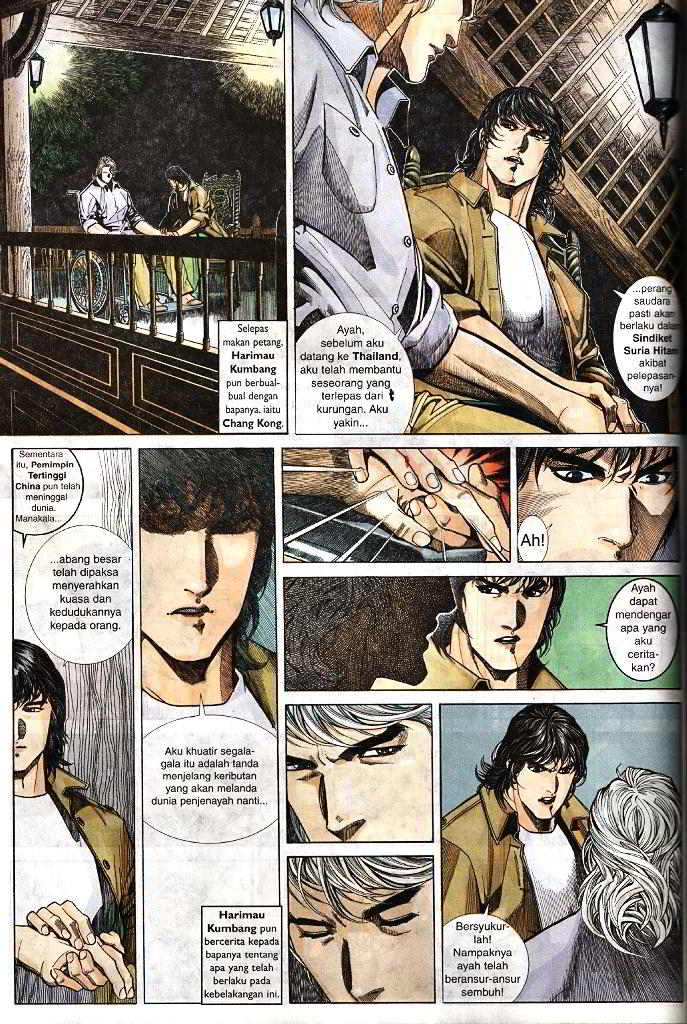 Selepas
makan petang,
Harimau
Kumbang
pun berbual-
bual dengan
bapanya. iaitu
Chang Kong.
Ayah,
sebelum aku
datang ke Thailand,
aku telah membantu
seseorang yang
terlepas dari
kurungan. Aku
yakin...
...perang
saudara
pasti akan
berlaku dalam
Sindiket
Suria Hitam
akibat
pelepasan-
nya!
Sementara
itu, Pemimpin
Tertinggi
China pun telah
meninggal
dunia.
Manakala...
...abang besar
telah dipaksa
menyerahkan
kuasa dan
kedudukannya
kepada orang.
Aku khuatir segala-
gala itu adalah tanda
menjelang keributan
yang akan melanda
dunia penjenayah nanti...
Harimau
Kumbang pun
bercerita kepada
bapanya tentang
apa yang telah
berlaku pada
kebelakangan ini.
Ah!
Ayah
dapat
mendengar
apa yang
aku
cerita-
kan?
Bersyukur-
lah!
Nampaknya
ayah telah
beransur-ansur
sembuh!